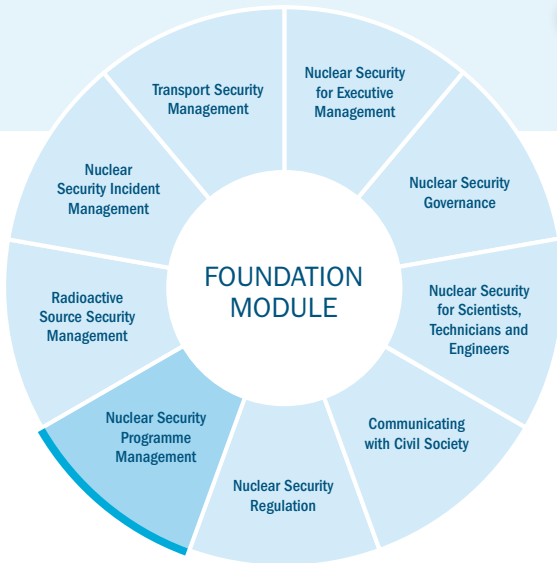 Transport Security
Management
Nuclear Security
for Executive
Management
Nuclear
Security Incident
Management
Nuclear Security
Governance
FOUNDATION
MODULE
Radioactive
Source Security
Management
Nuclear Security
for Scientists,
Technicians and
Engineers
Nuclear Security
Programme
Management
Communicating
with Civil Society
Nuclear Security
Regulation